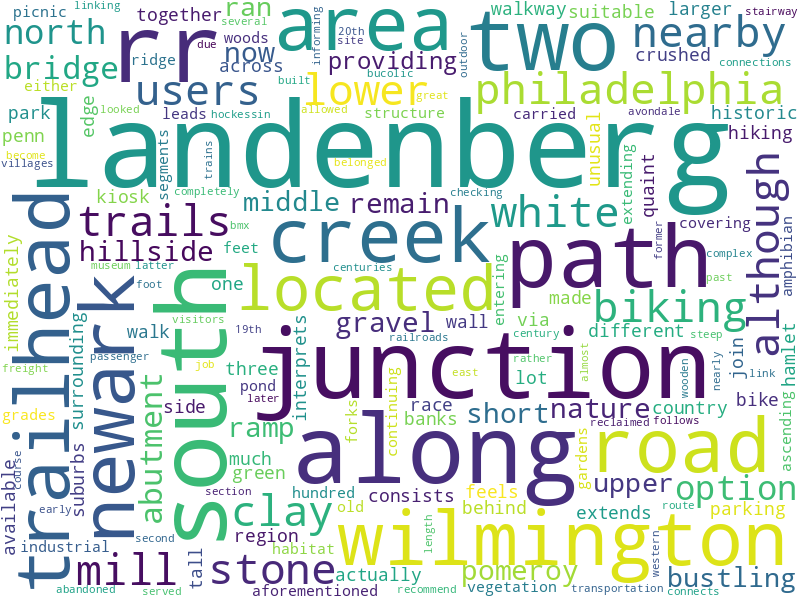 picnic
linking
together
ran
walkway
suitable
larger
several
due
woods
20th
site
informing
outdoor
north
rr
area
two
nearby
ridge
now
about
across
providing
crushed
connections
bridge
users
lower
bucolic
philadelphia
either
built
allowed
great
park
edge
looked
leads
hockessin
structure
carried
avondale
historic
penn
landenberg
unusual
hiking
become
villages
segments
trains
belonged
checking
quaint
kiosk
completely
middle
remain
white
extending
covering
trails
creek
path
former
although
amphibian
hillside
feet
centuries
complex
museum
latter
foot
one
located
entering
made
biking
past
immediately
trailhead
newark
south
visitors
19th
gravel
wall
via
different
steep
freight
surrounding
walk
interprets
railroads
century
junction
nearly
join
hamlet
passenger
job
three
lot
rather
wooden
link
grades
abutment
side
pond
later
east
almost
race
short
nature
country
bike
ascending
forks
continuing
banks
reclaimed
follows
ramp
along
road
much
green
gardens
suburbs
available
course
hundred
old
consists
feels
behind
upper
option
section
clay
region
extends
route
parking
early
second
wilmington
length
industrial
tall
habitat
western
mill
stone
actually
pomeroy
bustling
abandoned
served
aforementioned
recommend
vegetation
transportation
connects
bmx